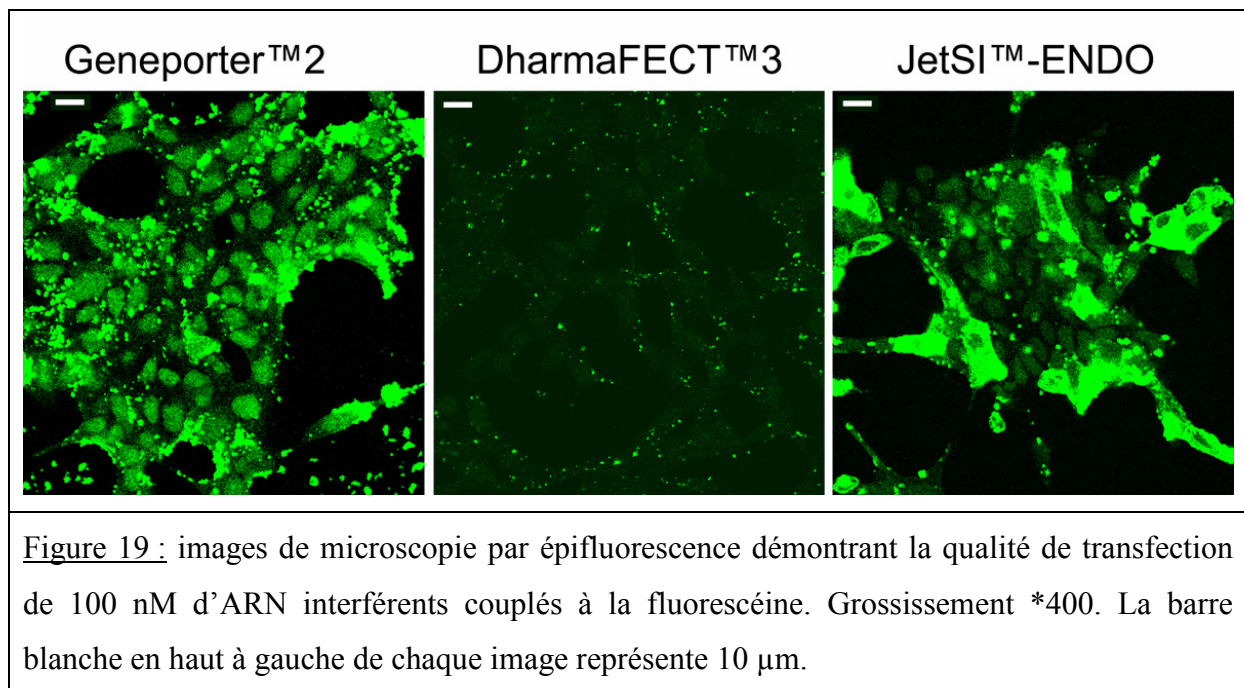 Geneporter™2 DharmaFECT™3 JetSI™-ENDO
Figure 19 : images de microscopie par épifluorescence démontrant la qualité de transfection
de 100 nM d’ARN interférents couplés à la fluorescéine. Grossissement *400. La barre
blanche en haut à gauche de chaque image représente 10 µm.